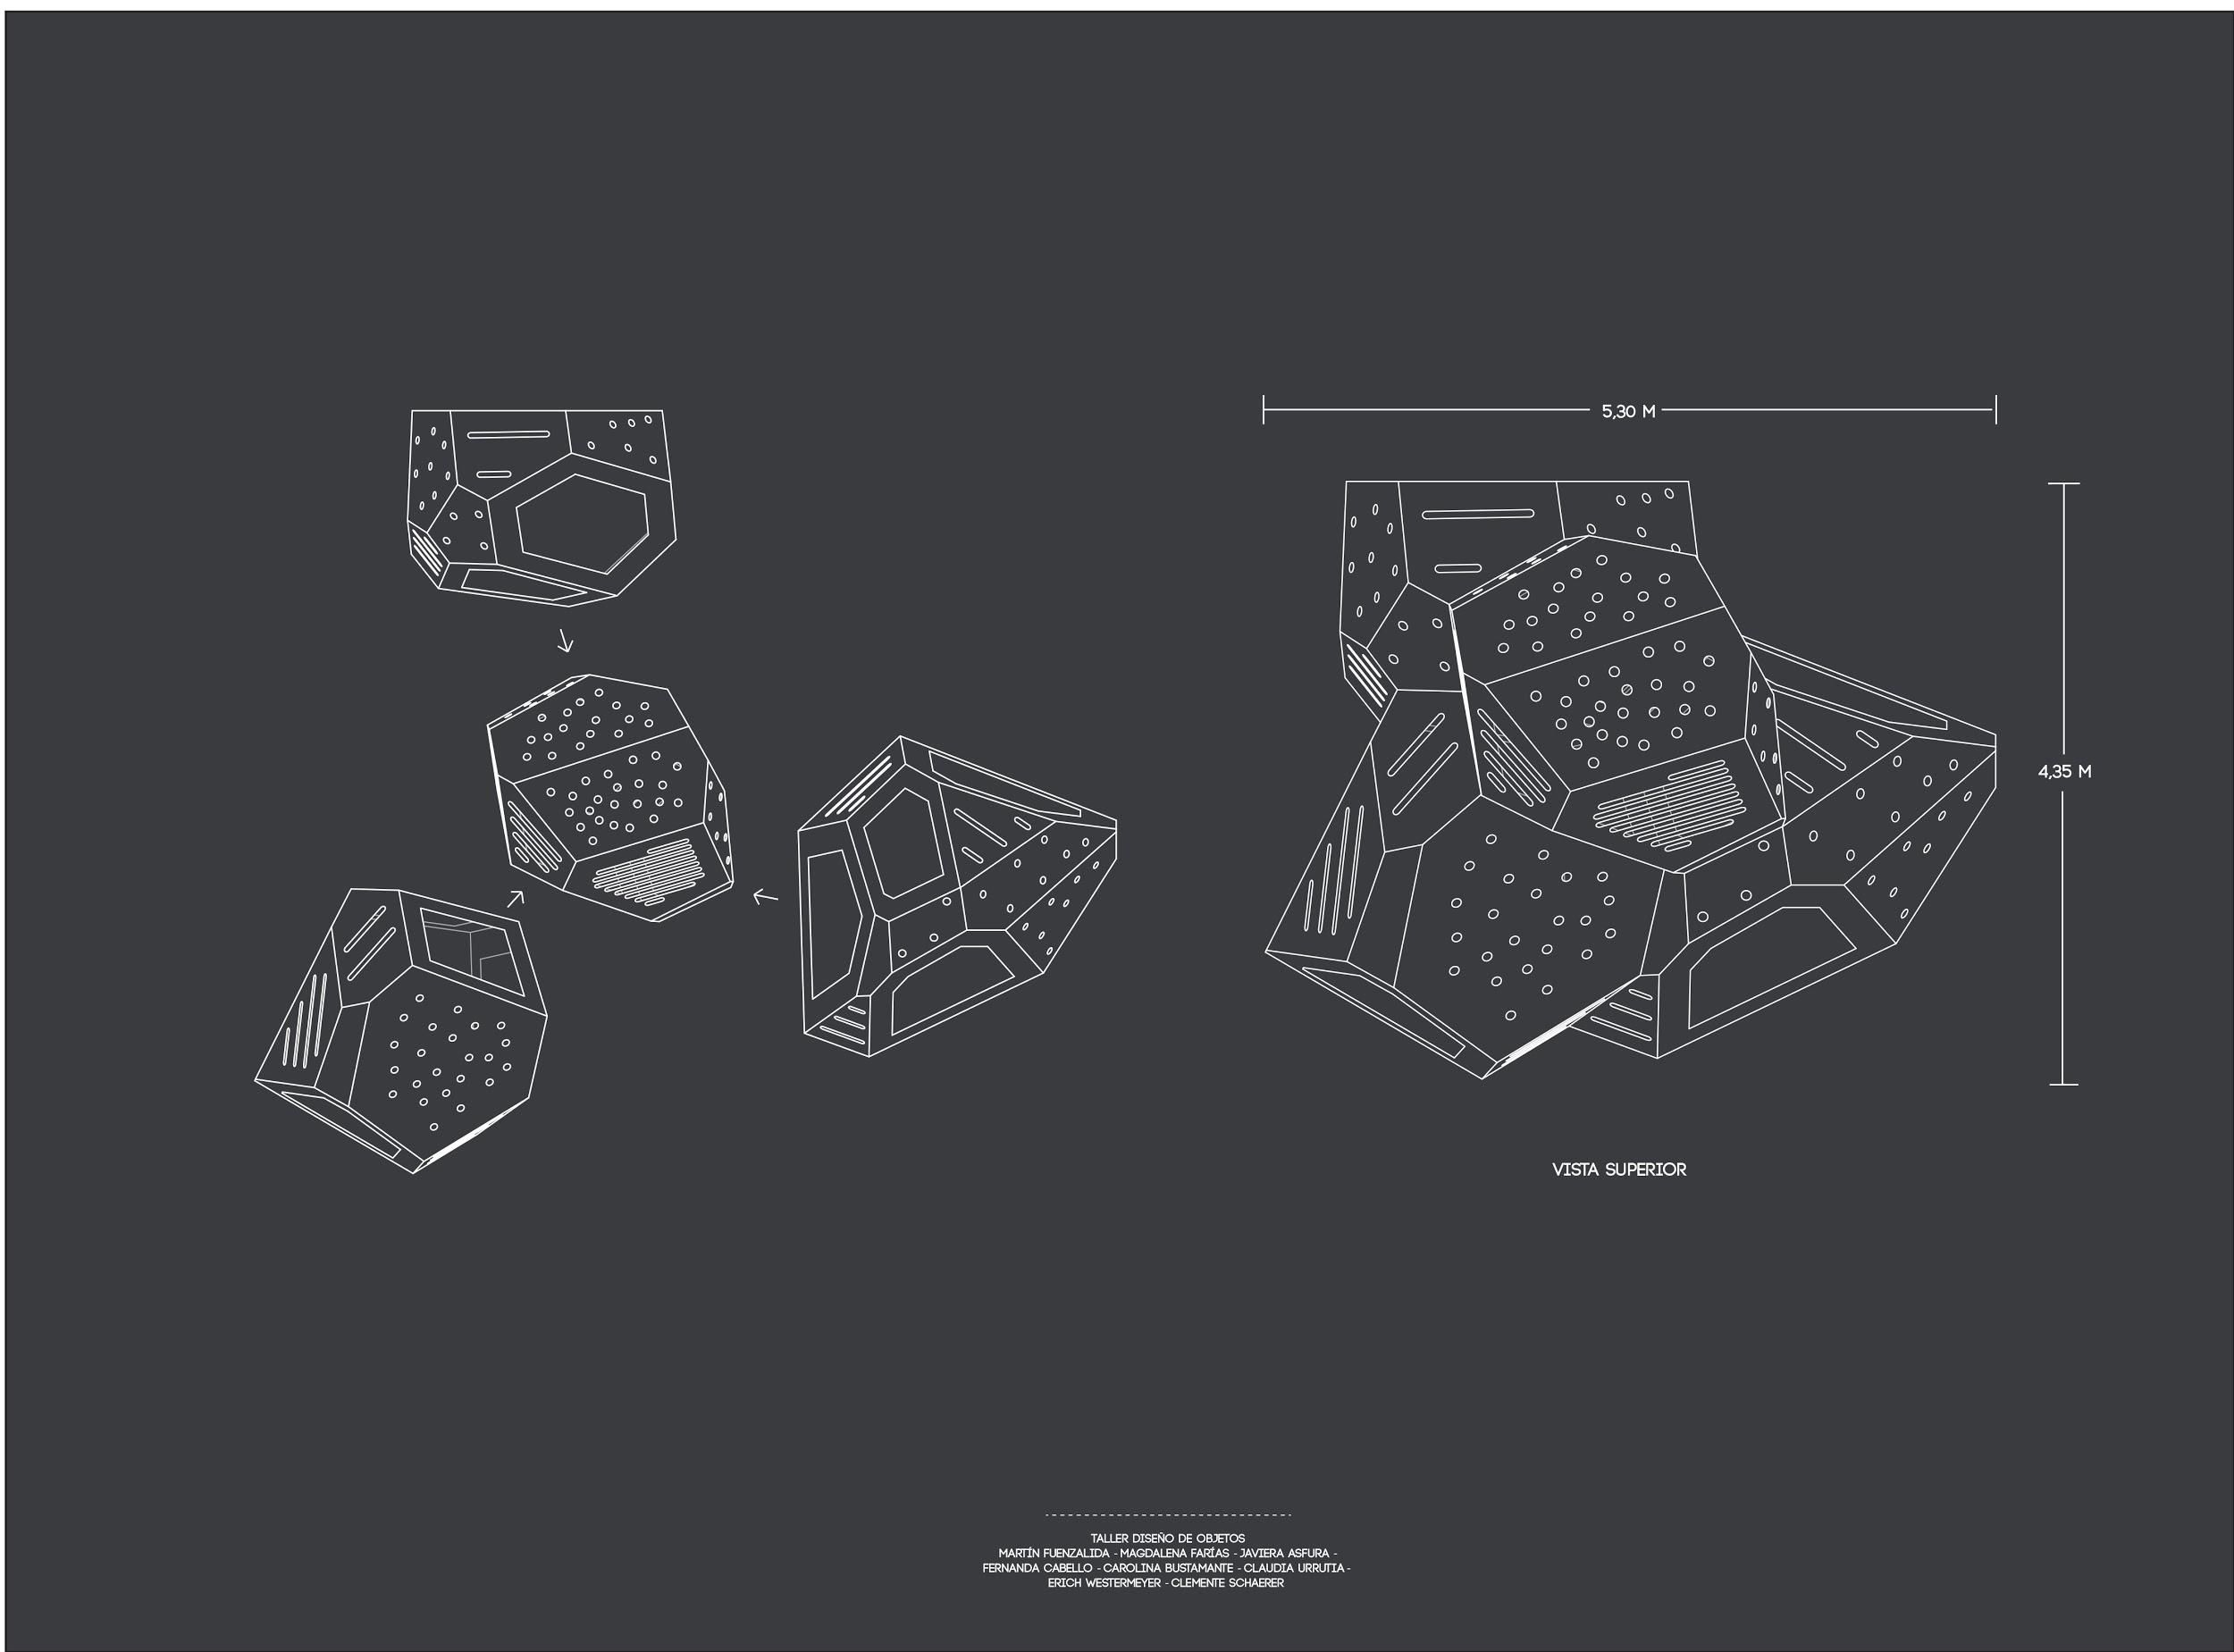 5,30 M
4,35 M
VISTA SUPERIOR
TALLER DISEÑO DE OBJETOS
MARTÍN FUENZALIDA - MAGDALENA FARÍAS - JAVIERA ASFURA -
FERNANDA CABELLO - CAROLINA BUSTAMANTE - CLAUDIA URRUTIA -
ERICH WESTERMEYER - CLEMENTE SCHAERER